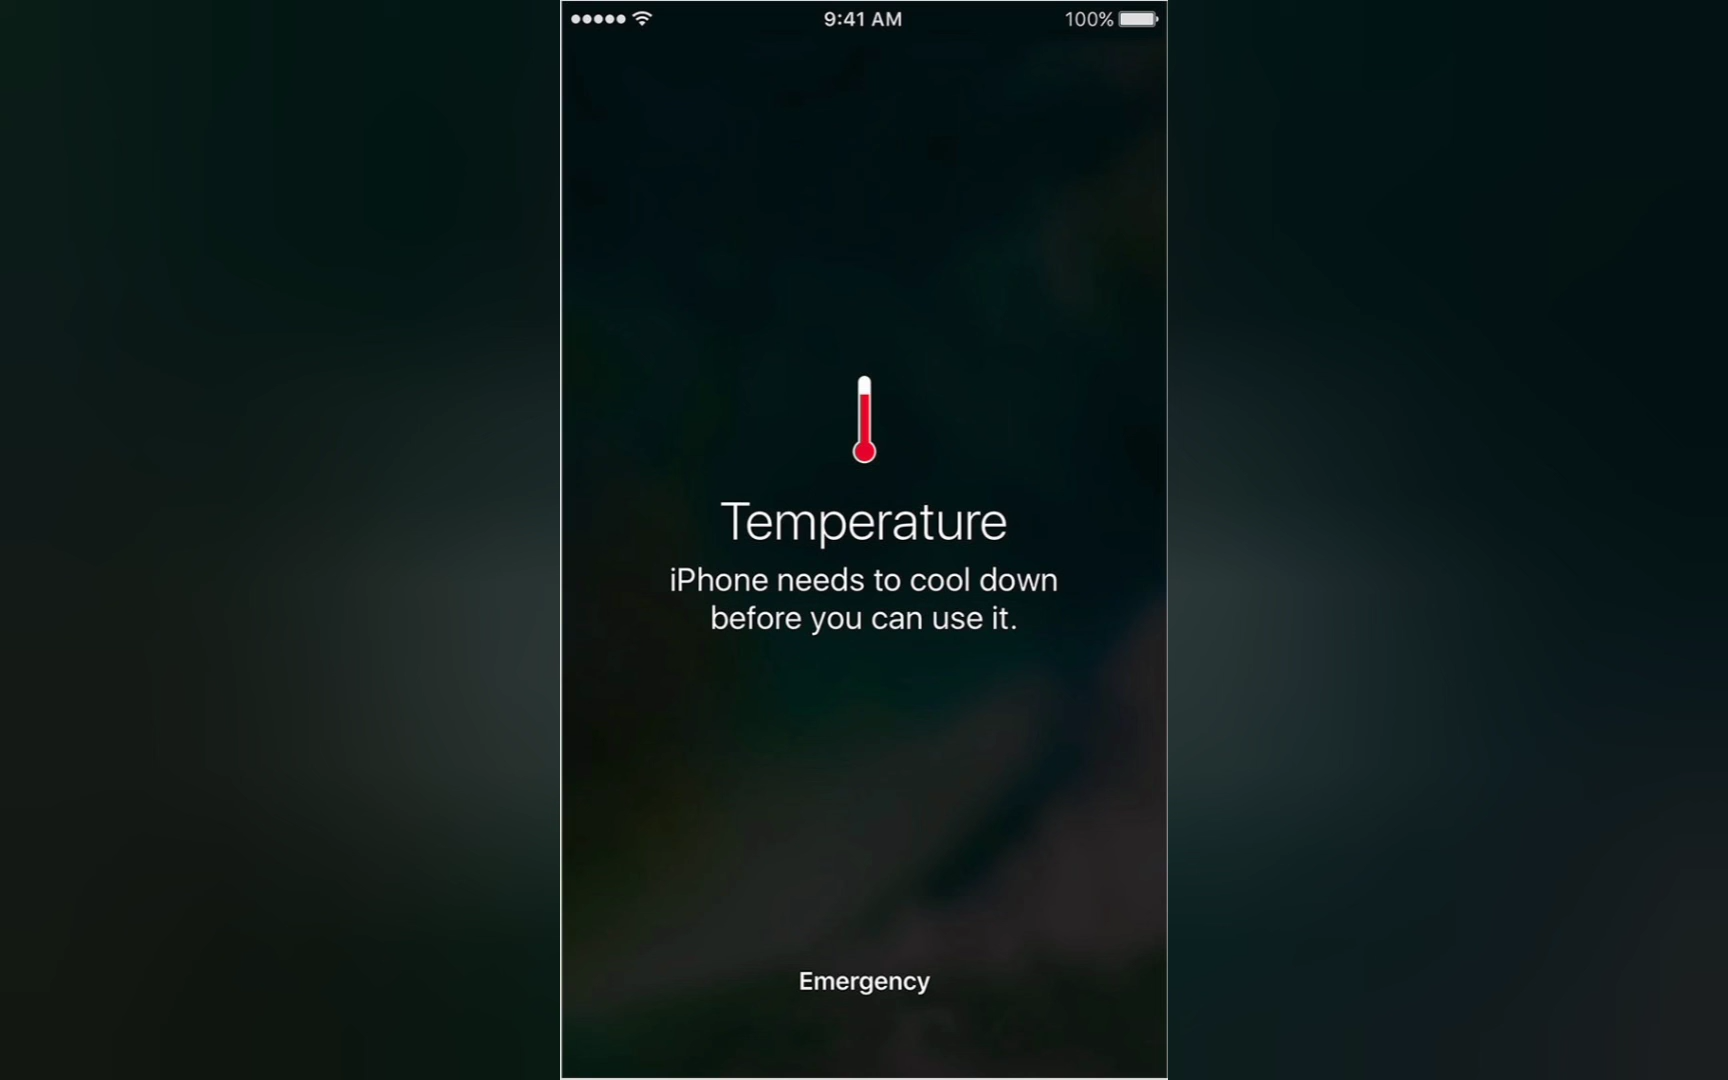 9:41 AM
100%
Temperature
iPhone needs to cool down
before you can use it.
Emergency